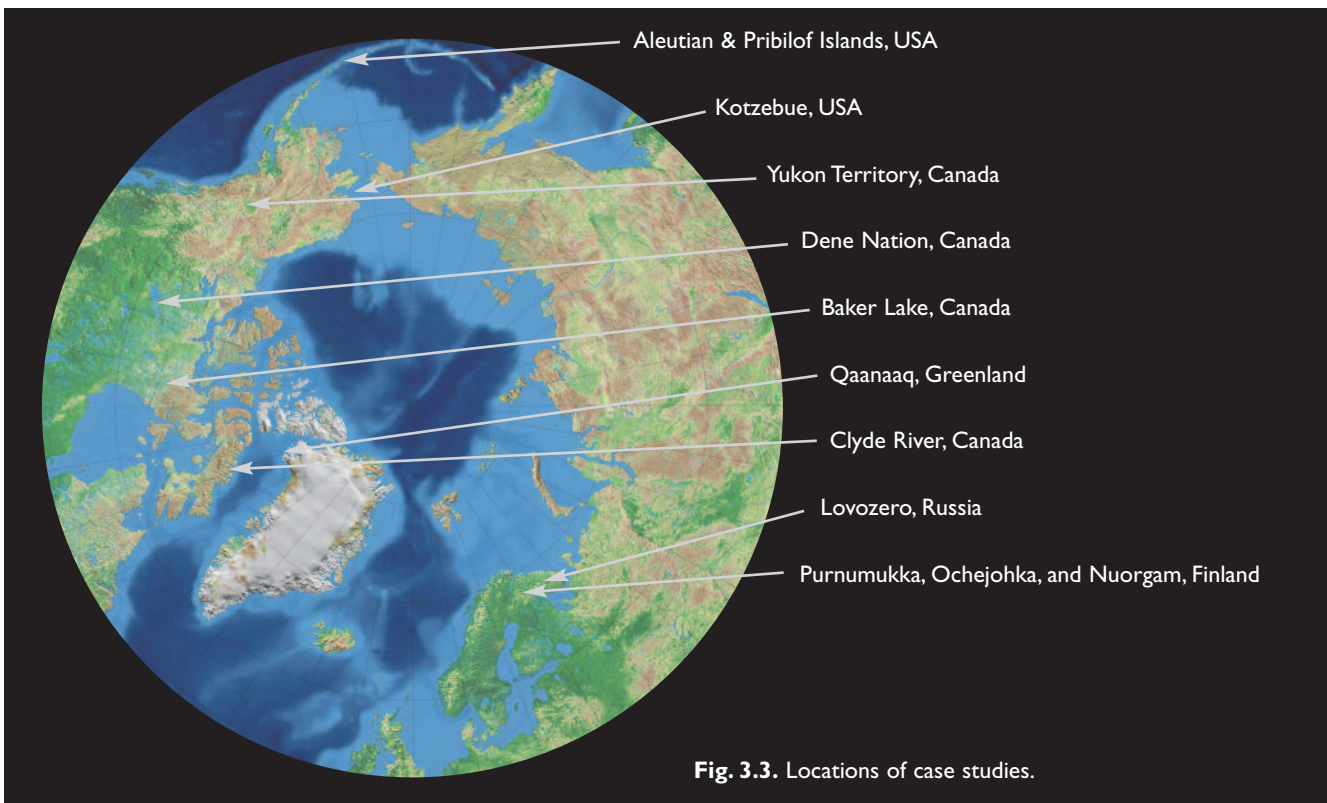 Aleutian & Pribilof Islands, USA
Kotzebue, USA
Yukon Territory, Canada
Dene Nation, Canada
Baker Lake, Canada
Qaanaaq, Greenland
Clyde River, Canada
Lovozero, Russia
Purnumukka, Ochejohka, and Nuorgam, Finland
Fig. 3.3. Locations of case studies.